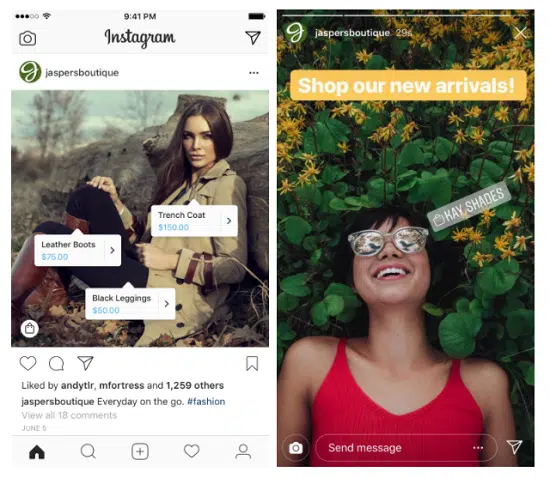 9:41 PM
Instagram
jaspersboutique
Trench Coat
$150.00
Leather Boots
$75.00
Black Leggings
$50.00
Liked by andytlr, mfortress and 1,259 others
jaspersboutique Everyday on the go. #fashion
View all 18 comments
JUNE 5
jaspersboutique 29s
Shop our new arrivals!
KAY SHADES
Send message